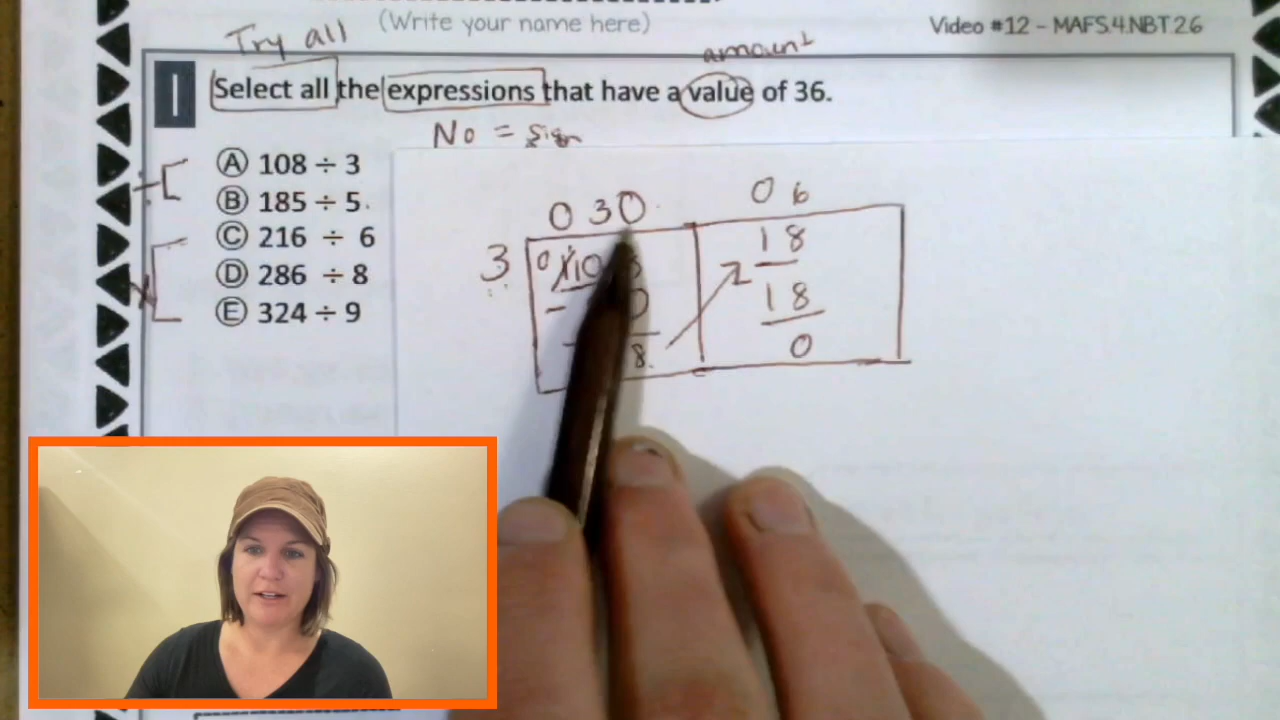 (Write your name here)
Video #12 - MAFS.4.NBT.2.6
Try all
amount
1 Select all the expressions that have a value of 36.
No = sign
Ⓐ 108 ÷ 3
Ⓑ 185 ÷ 5
Ⓒ 216 ÷ 6
Ⓓ 286 ÷ 8
Ⓔ 324 ÷ 9
0 3 0
0 6
3
18
- 
18
8
0